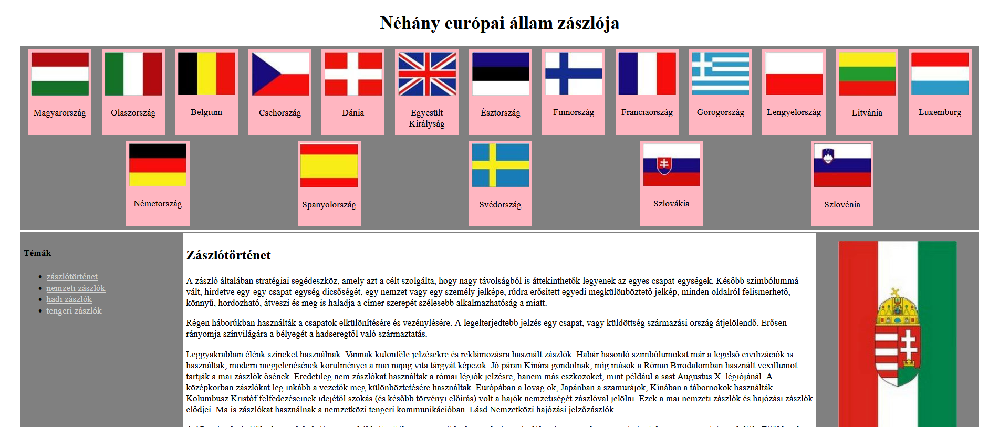 Néhány európai állam zászlója
Magyarország
Olaszország
Belgium
Csehország
Dánia
Egyesült
Királyság
Észtország
Finnország
Franciaország
Görögország
Lengyelország
Litvánia
Luxemburg
Németország
Spanyolország
Svédország
Szlovákia
Szlovénia
Témák
zászlótörténet
nemzeti zászlók
hadi zászlók
tengeri zászlók
Zászlótörténet
A zászló általában stratégiai segédeszköz, amely azt a célt szolgálta, hogy nagy távolságból is áttekinthetők legyenek az egyes csapat-egységek. Később szimbólummá
vált, hirdetve egy-egy csapat-egység dicsőségét, egy nemzet vagy egy személy jelképe, rúdra erősített egyedi megkülönböztető jelkép, minden oldalról felismerhető,
könnyű, hordozható, átveszi és meg is haladja a címer szerepét szélesebb alkalmazhatóság a miatt.
Régen háborúkban használták a csapatok elkülönítésére és vezénylésére. A legelterjedtebb jelzés egy csapat, vagy küldöttség származási ország átjelölendő. Erősen
rányomja színvilágára a bélyegét a hadseregtől való származtatás.
Leggyakrabban élénk színeket használnak. Vannak különféle jelzésekre és reklámozásra használt zászlók. Habár hasonló szimbólumokat már a legelső civilizációk is
használtak, modern megjelenésének körülményei a mai napig vita tárgyát képezik. Jó páran Kínára gondolnak, míg mások a Római Birodalomban használt vexillumot
tartják a mai zászlók ősének. Eredetileg nem zászlókat használtak a római légiók jelzésre, hanem más eszközöket, mint például a sast Augustus X. légiójánál. A
középkorban zászlókat leg inkább a vezetők meg különböztetésére használtak. Európában a lovag ok, Japánban a szamurájok, Kínában a tábornokok használták.
Kolumbusz Kristóf felfedezéseinek idejétől szokás (és később törvényi előírás) volt a hajók nemzetiségét zászlóval jelölni. Ezek a mai nemzeti zászlók és hajózási zászlók
elődjei. Ma is zászlókat használnak a nemzetközi tengeri kommunikációban. Lásd Nemzetközi hajózási jelzőzászlók.